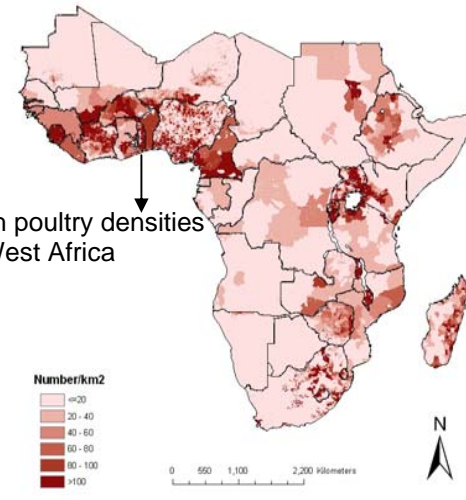 n poultry densities
West Africa
Number/km2
<=20
20 - 40
40 - 60
60 - 80
80 - 100
>100
N
0 550 1,100 2,200 Kilometers